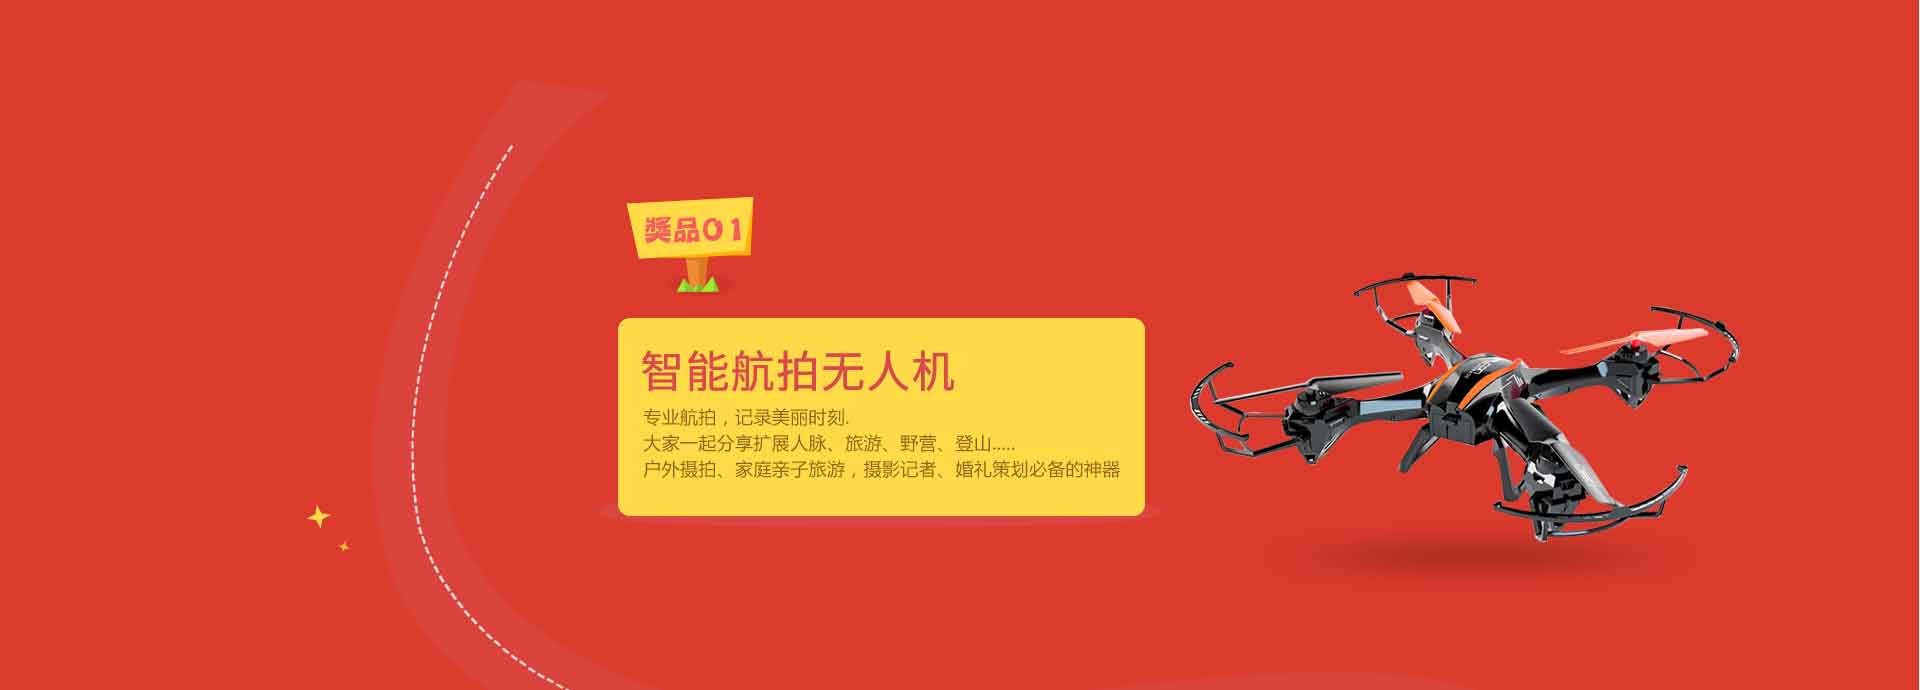 獎品01
智能航拍无人机
专业航拍，记录美丽时刻.
大家一起分享扩展人脉、旅游、野营、登山.....
户外摄拍、家庭亲子旅游，摄影记者、婚礼策划必备的神器